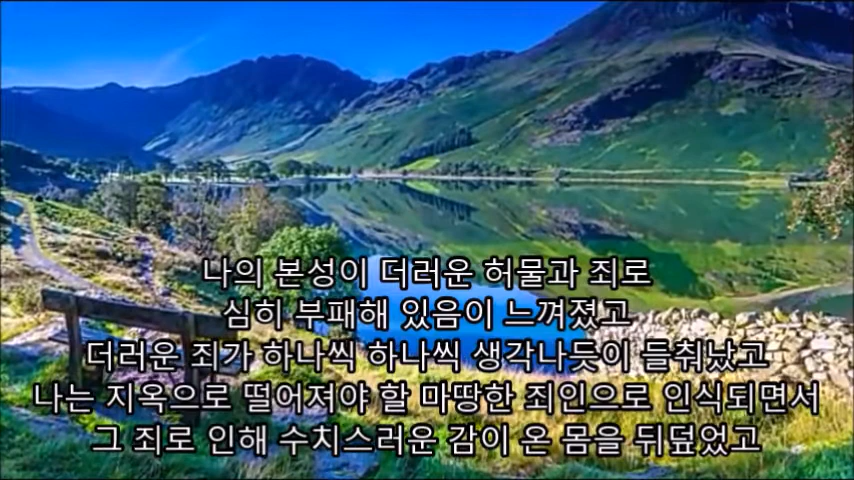 나의 본성이 더러운 허물과 죄로
심히 부패해 있음이 느껴졌고
더러운 죄가 하나씩 하나씩 생각나듯이 들춰났고
나는 지옥으로 떨어져야 할 마땅한 죄인으로 인식되면서
그 죄로 인해 수치스러운 감이 온 몸을 뒤덮었고